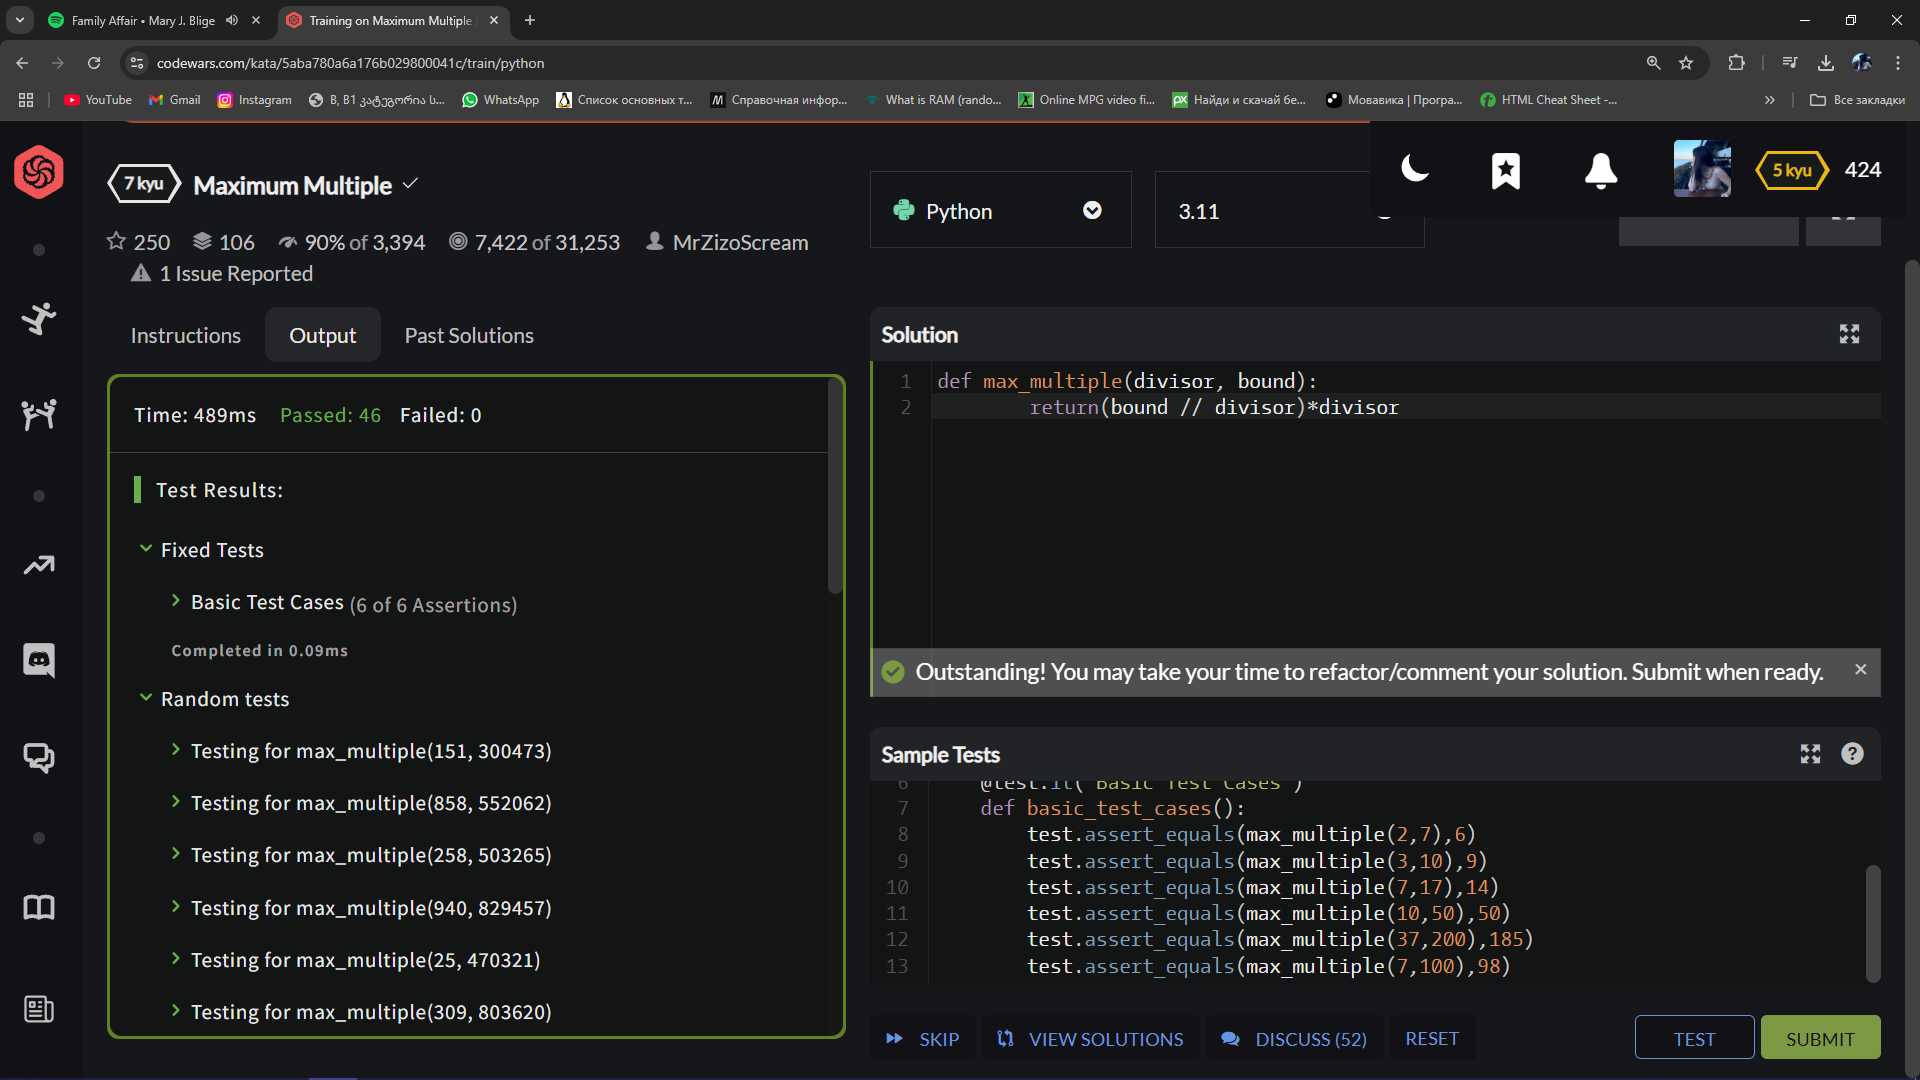 Family Affair • Mary J. Blige
Training on Maximum Multiple
codewars.com/kata/5aba780a6a176b029800041c/train/python
YouTube
Gmail
Instagram
B, B1 კატეგორია ს...
WhatsApp
Список основных т...
Справочная инфор...
What is RAM (rando...
Online MPG video fi...
Найди и скачай бе...
Мовавика | Програ...
HTML Cheat Sheet -...
Все закладки
7 kyu
Maximum Multiple
250
106
90% of 3,394
7,422 of 31,253
MrZizoScream
1 Issue Reported
Python
3.11
5 kyu
424
Instructions
Output
Past Solutions
Time: 489ms
Passed: 46
Failed: 0
Test Results:
Fixed Tests
Basic Test Cases (6 of 6 Assertions)
Completed in 0.09ms
Random tests
Testing for max_multiple(151, 300473)
Testing for max_multiple(858, 552062)
Testing for max_multiple(258, 503265)
Testing for max_multiple(940, 829457)
Testing for max_multiple(25, 470321)
Testing for max_multiple(309, 803620)
Solution
1 def max_multiple(divisor, bound):
2 return(bound // divisor)*divisor
Outstanding! You may take your time to refactor/comment your solution. Submit when ready.
Sample Tests
6 @test.it("Basic Test Cases")
7 def basic_test_cases():
8 test.assert_equals(max_multiple(2,7),6)
9 test.assert_equals(max_multiple(3,10),9)
10 test.assert_equals(max_multiple(7,17),14)
11 test.assert_equals(max_multiple(10,50),50)
12 test.assert_equals(max_multiple(37,200),185)
13 test.assert_equals(max_multiple(7,100),98)
SKIP
VIEW SOLUTIONS
DISCUSS (52)
RESET
TEST
SUBMIT